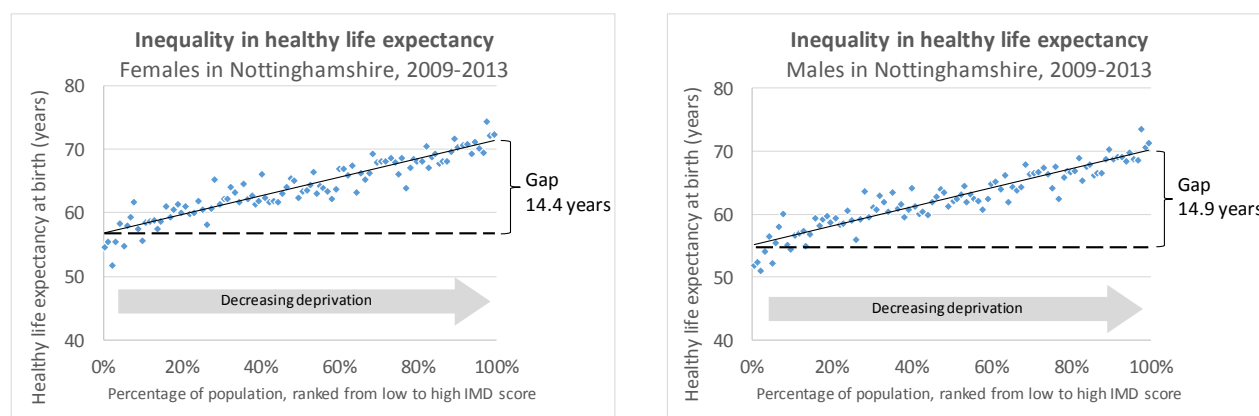 Inequality in healthy life expectancy
Females in Nottinghamshire, 2009-2013
Healthy life expectancy at birth (years)
80
70
60
50
40
Gap
14.4 years
Decreasing deprivation
0% 20% 40% 60% 80% 100%
Percentage of population, ranked from low to high IMD score
Inequality in healthy life expectancy
Males in Nottinghamshire, 2009-2013
Healthy life expectancy at birth (years)
80
70
60
50
40
Gap
14.9 years
Decreasing deprivation
0% 20% 40% 60% 80% 100%
Percentage of population, ranked from low to high IMD score